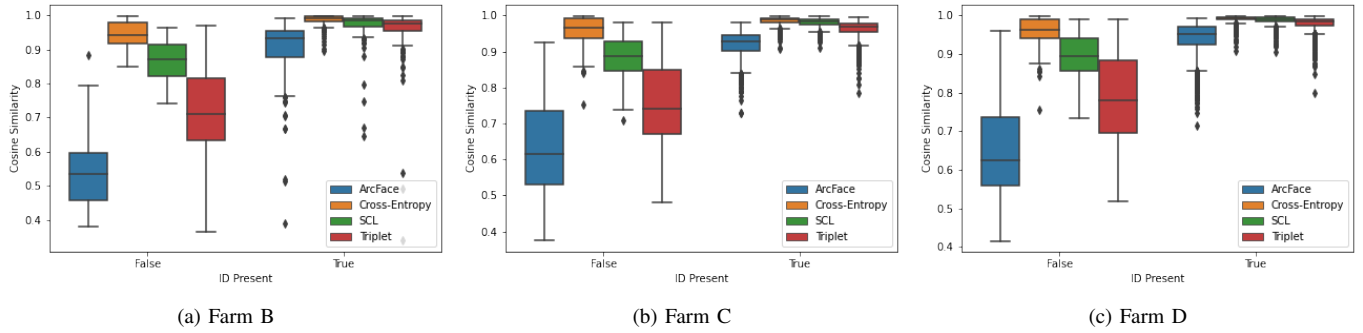 Cosine Similarity
1.0
0.9
0.8
0.7
0.6
0.5
0.4
False
True
ID Present
ArcFace
Cross-Entropy
SCL
Triplet
(a) Farm B
Cosine Similarity
1.0
0.9
0.8
0.7
0.6
0.5
0.4
False
True
ID Present
ArcFace
Cross-Entropy
SCL
Triplet
(b) Farm C
Cosine Similarity
1.0
0.9
0.8
0.7
0.6
0.5
0.4
False
True
ID Present
ArcFace
Cross-Entropy
SCL
Triplet
(c) Farm D